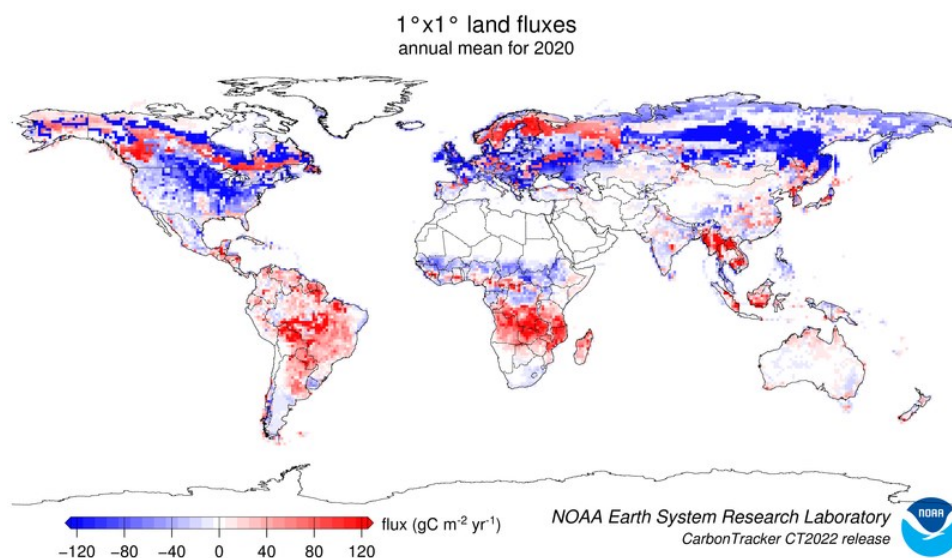 1°x1° land fluxes
annual mean for 2020
flux (gC m⁻² yr⁻¹)
−120 −80 −40 0 40 80 120
NOAA Earth System Research Laboratory
CarbonTracker CT2022 release
NOAA